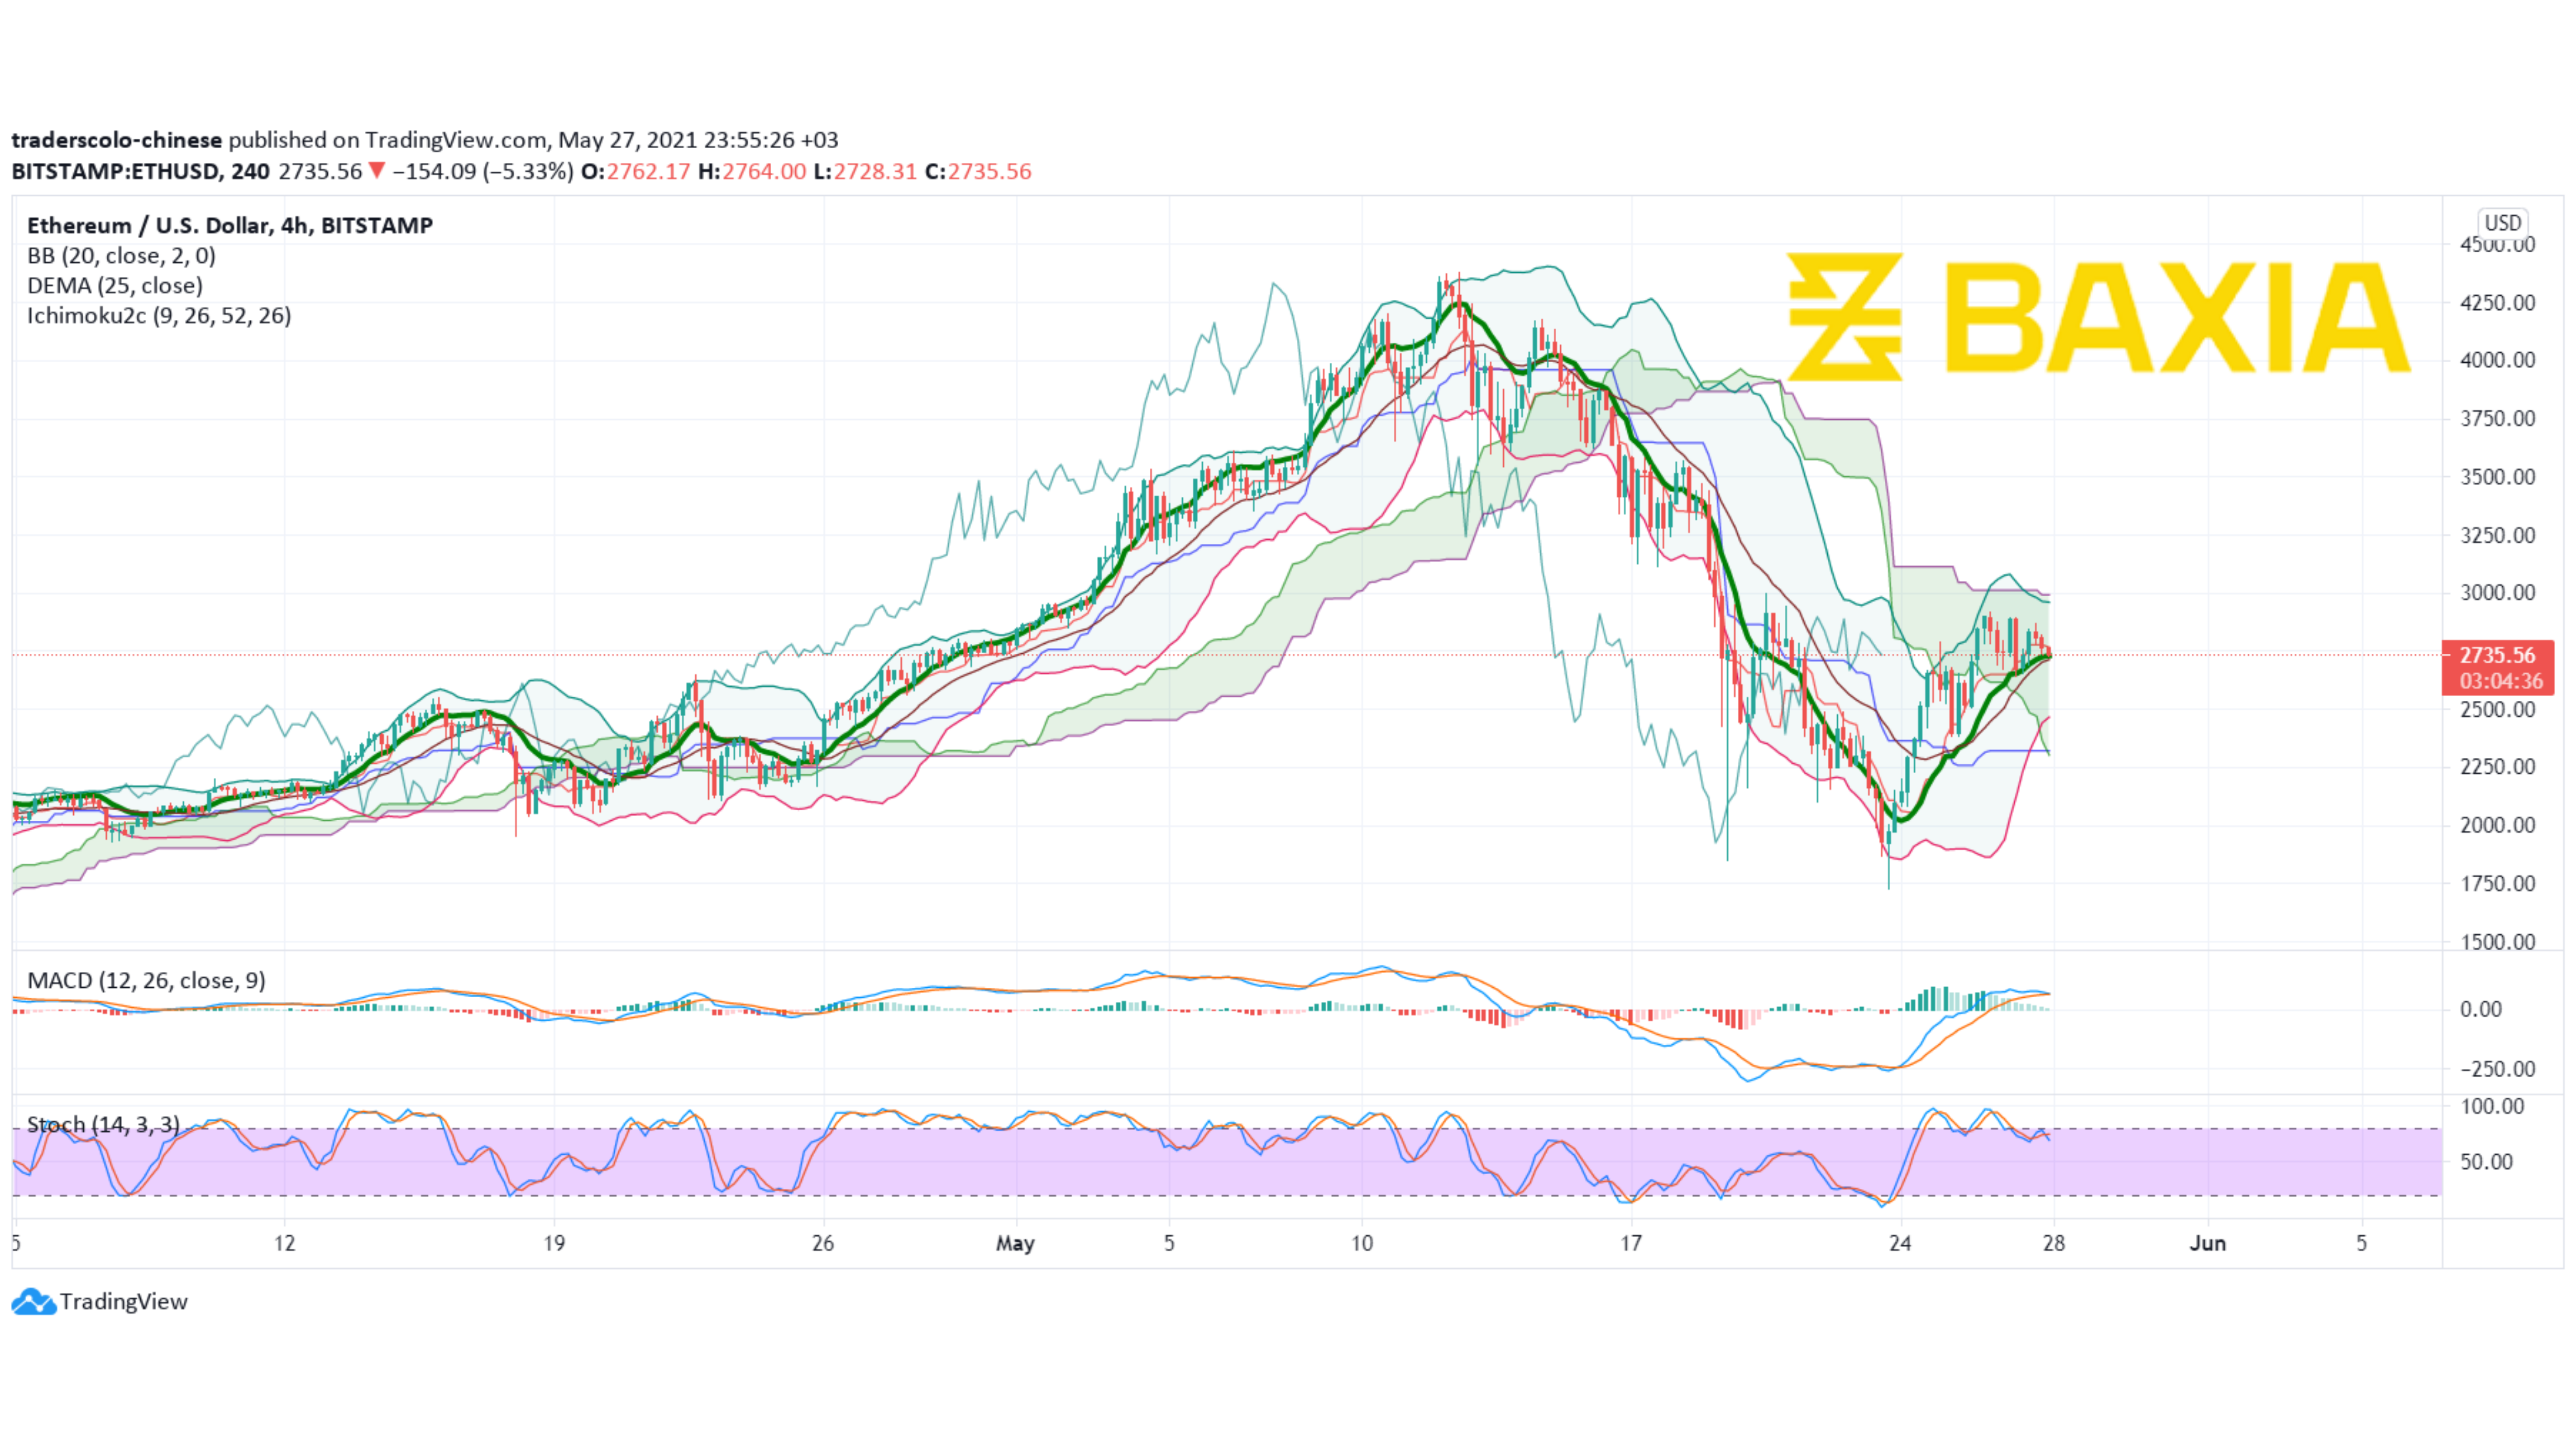 traderscolo-chinese published on TradingView.com, May 27, 2021 23:55:26 +03
BITSTAMP:ETHUSD, 240 2735.56 ▼ −154.09 (−5.33%) O:2762.17 H:2764.00 L:2728.31 C:2735.56
Ethereum / U.S. Dollar, 4h, BITSTAMP
BB (20, close, 2, 0)
DEMA (25, close)
Ichimoku2c (9, 26, 52, 26)
BAXIA
USD
4500.00
4250.00
4000.00
3750.00
3500.00
3250.00
3000.00
2735.56
03:04:36
2500.00
2250.00
2000.00
1750.00
1500.00
MACD (12, 26, close, 9)
0.00
−250.00
Stoch (14, 3, 3)
100.00
50.00
5 12 19 26 May 5 10 17 24 28 Jun 5
TradingView